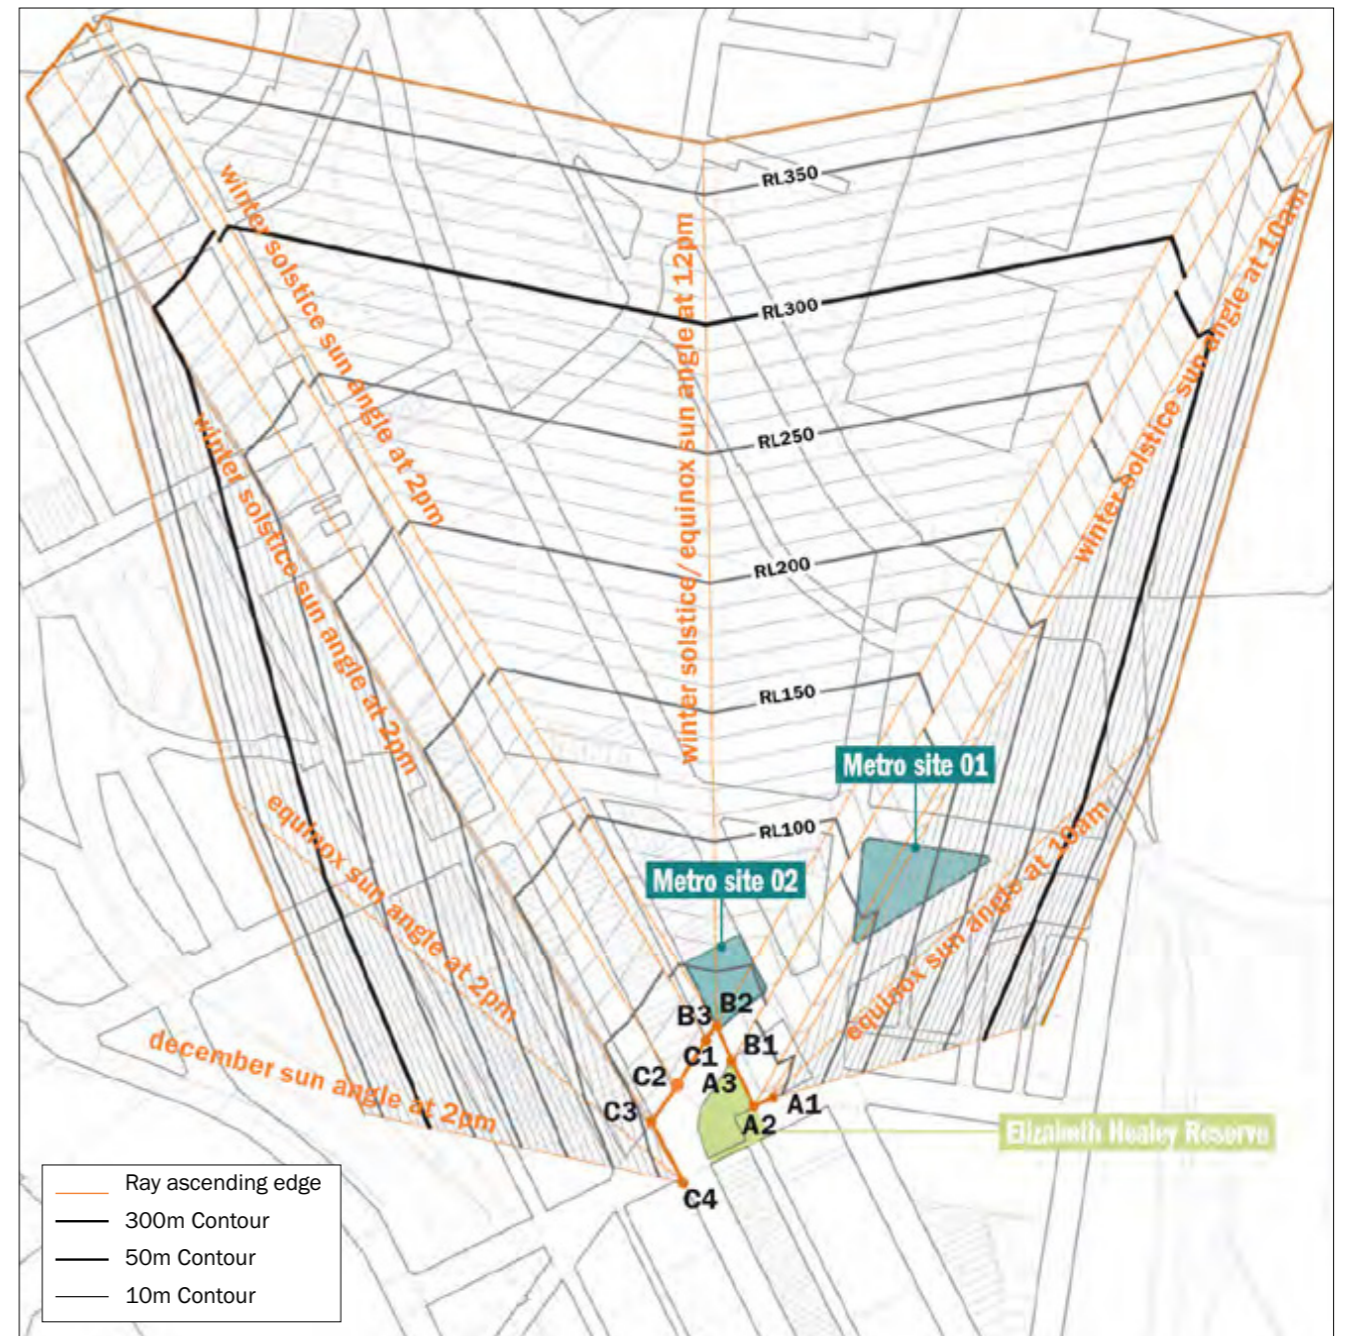 RL350
winter solstice sun angle at 2pm
winter solstice/equinox sun angle at 12pm
winter solstice sun angle at 10am
RL300
RL250
winter solstice sun angle at 2pm
RL200
RL150
Metro site 01
equinox sun angle at 2pm
RL100
equinox sun angle at 10am
Metro site 02
B2
B3
december sun angle at 2pm
C1
B1
C2
A3
C3
A1
A2
Elizabeth Healey Reserve
C4
Ray ascending edge
300m Contour
50m Contour
10m Contour